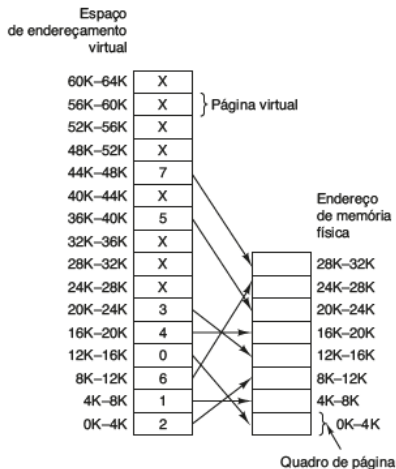 Espaço
de endereçamento
virtual
60K–64K X
56K–60K X Página virtual
52K–56K X
48K–52K X
44K–48K 7
40K–44K X
36K–40K 5
32K–36K X
28K–32K X
24K–28K X
20K–24K 3
16K–20K 4
12K–16K 0
8K–12K 6
4K–8K 1
0K–4K 2
Endereço
de memória
física
28K–32K
24K–28K
20K–24K
16K–20K
12K–16K
8K–12K
4K–8K
0K–4K
Quadro de página